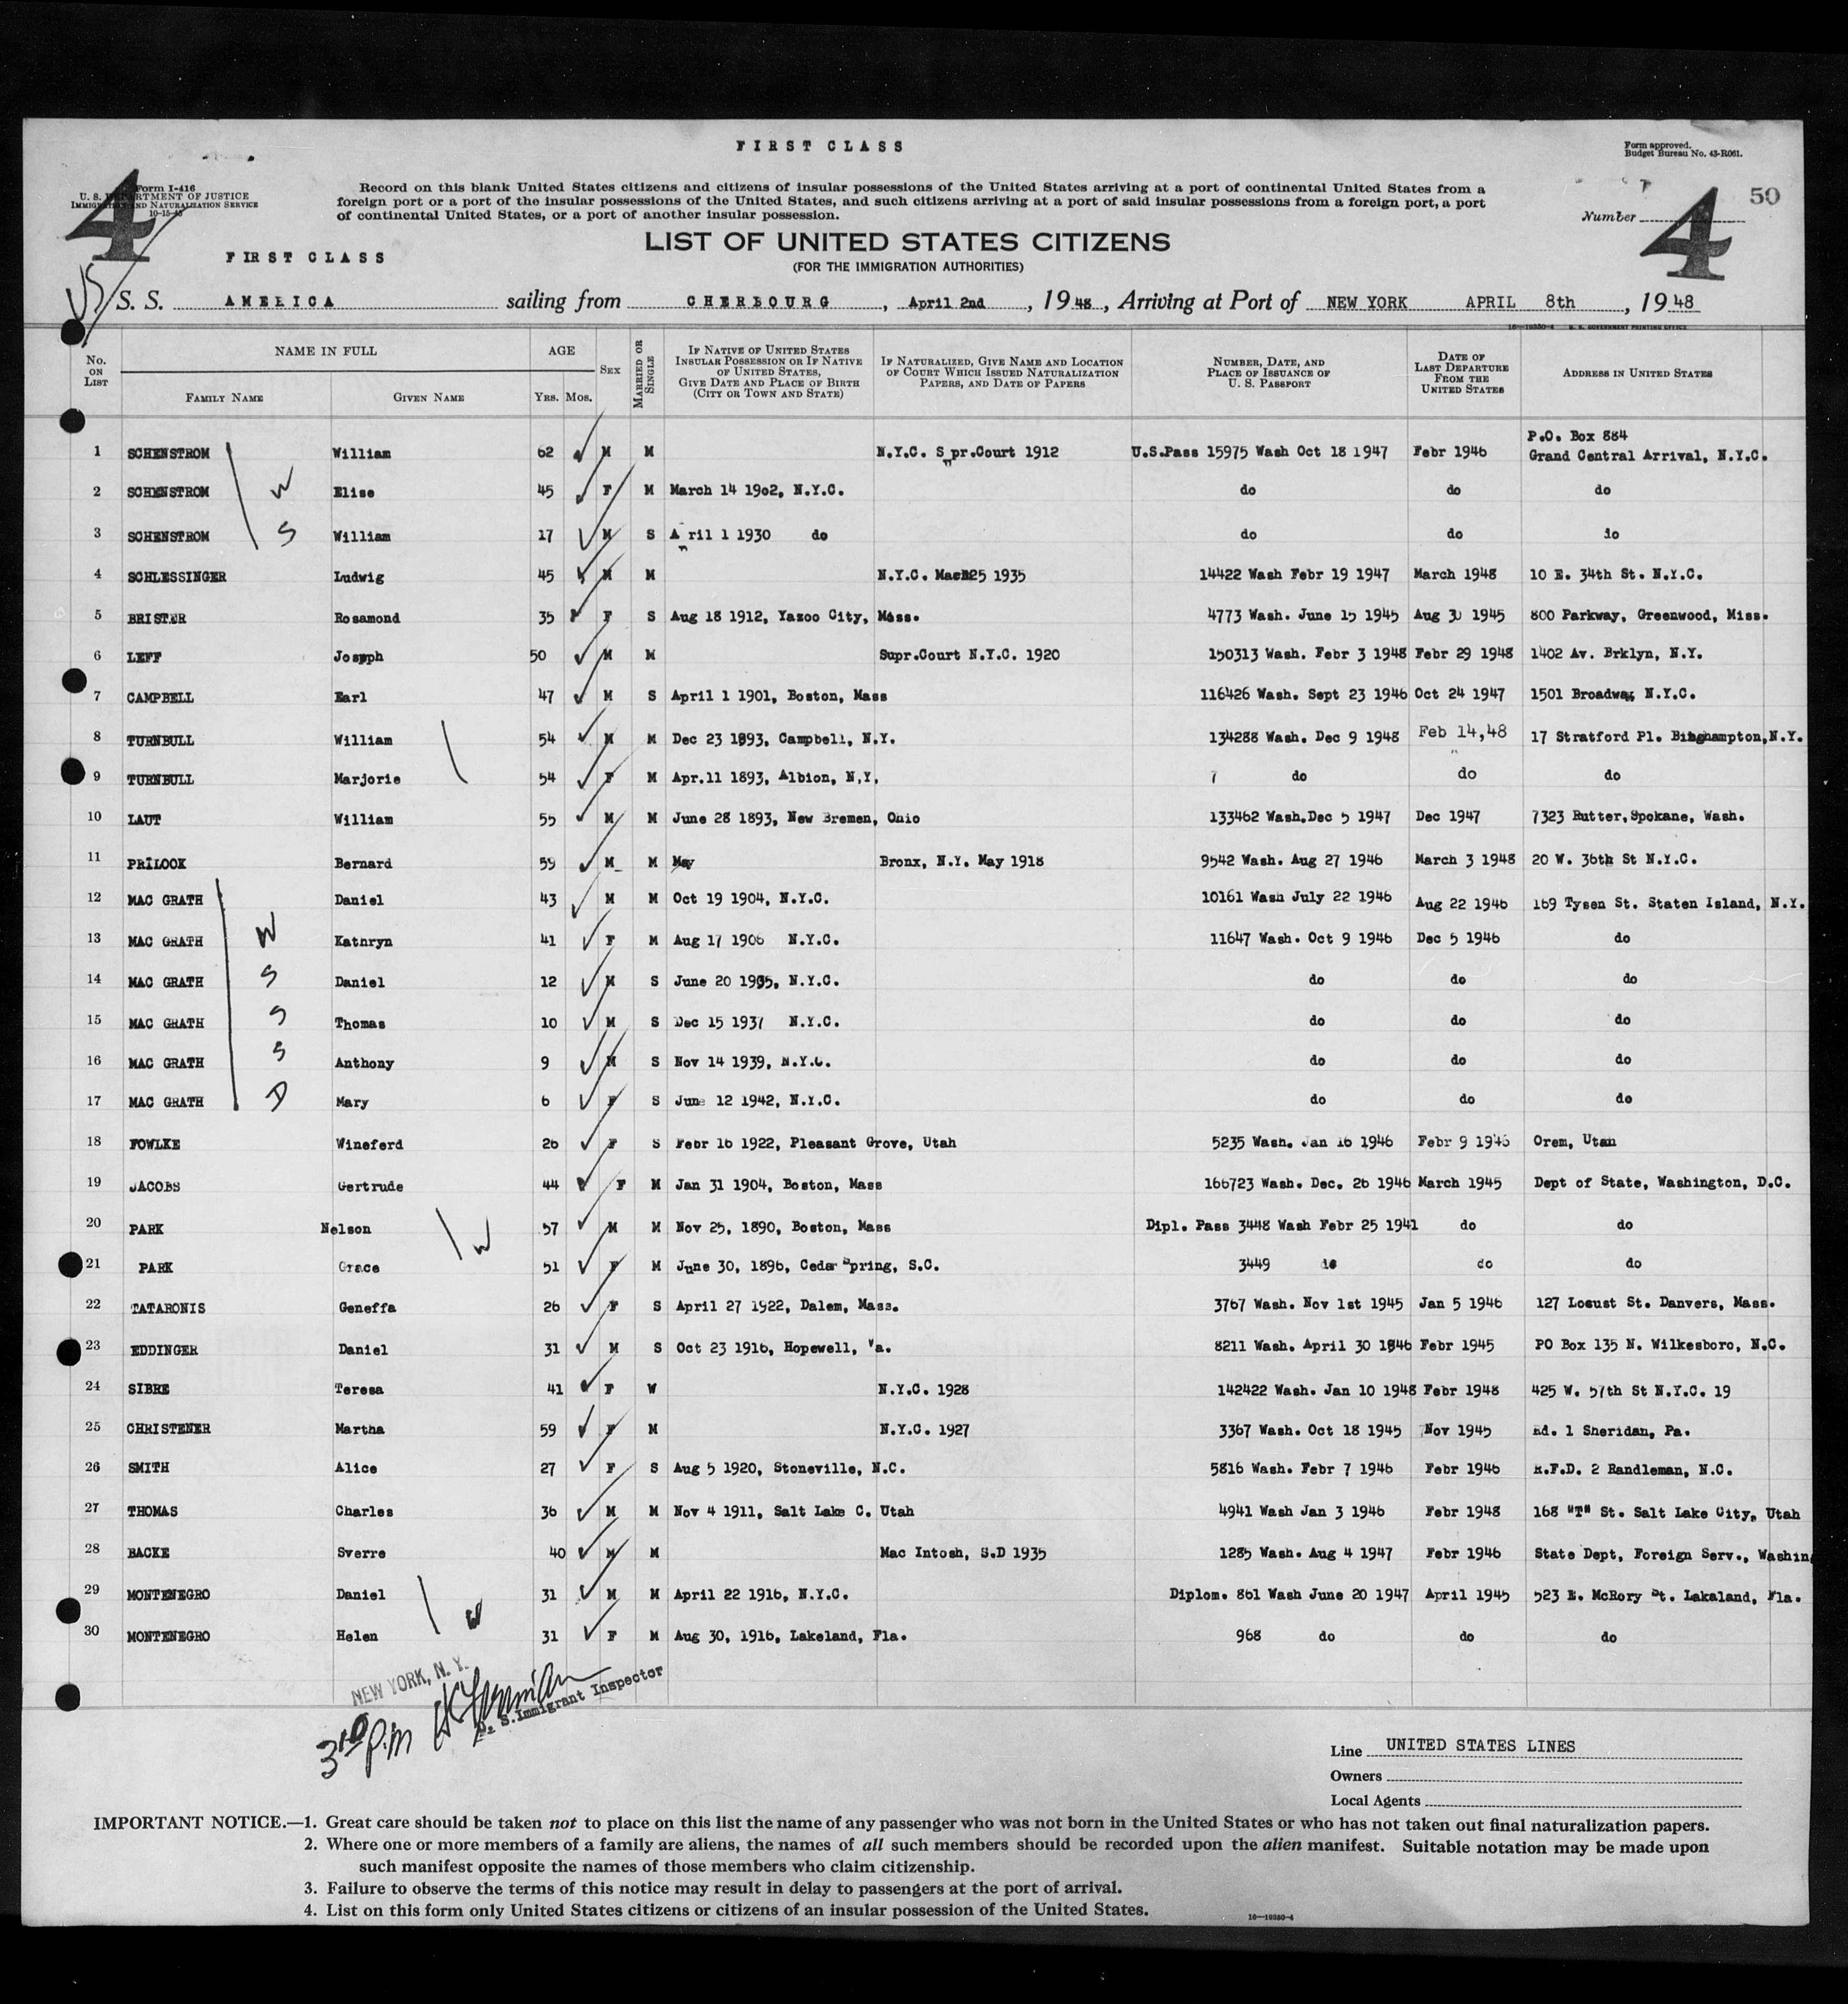 FIRST CLASS
Form approved.
Budget Bureau No. 43-R061.
4
Form I-416
U. S. DEPARTMENT OF JUSTICE
IMMIGRATION AND NATURALIZATION SERVICE
Record on this blank United States citizens and citizens of insular possessions of the United States arriving at a port of continental United States from a
foreign port or a port of the insular possessions of the United States, and such citizens arriving at a port of said insular possessions from a foreign port, a port
of continental United States, or a port of another insular possession.
Number
4
50
LIST OF UNITED STATES CITIZENS
(FOR THE IMMIGRATION AUTHORITIES)
FIRST CLASS
S. S. AMERICA sailing from CHERBOURG, April 2nd, 1948, Arriving at Port of NEW YORK APRIL 8th, 1948
16—19350-4 U. S. GOVERNMENT PRINTING OFFICE
No. ON LIST NAME IN FULL FAMILY NAME GIVEN NAME AGE YRS. MOS. SEX MARRIED OR SINGLE IF NATIVE OF UNITED STATES INSULAR POSSESSION OR IF NATIVE OF UNITED STATES, GIVE DATE AND PLACE OF BIRTH (CITY OR TOWN AND STATE) IF NATURALIZED, GIVE NAME AND LOCATION OF COURT WHICH ISSUED NATURALIZATION PAPERS, AND DATE OF PAPERS NUMBER, DATE, AND PLACE OF ISSUANCE OF U. S. PASSPORT DATE OF LAST DEPARTURE FROM THE UNITED STATES ADDRESS IN UNITED STATES
1 SCHENSTROM William 62 M M N.Y.C. Spr.Court 1912 U.S.Pass 15975 Wash Oct 18 1947 Febr 1946 P.O. Box 884 Grand Central Arrival, N.Y.C.
2 SCHENSTROM W Elise 45 F M March 14 1902, N.Y.C. do do do
3 SCHENSTROM S William 17 M S April 1 1930 do do do do
4 SCHLESSINGER Ludwig 45 M M N.Y.C. March25 1935 14422 Wash Febr 19 1947 March 1948 10 E. 34th St. N.Y.C.
5 BRISTER Rosamond 35 F S Aug 18 1912, Yazoo City, Miss. 4773 Wash. June 15 1945 Aug 30 1945 800 Parkway, Greenwood, Miss.
6 LEFF Joseph 50 M M Supr.Court N.Y.C. 1920 150313 Wash. Febr 3 1948 Febr 29 1948 1402 Av. Brklyn, N.Y.
7 CAMPBELL Earl 47 M S April 1 1901, Boston, Mass 116426 Wash. Sept 23 1946 Oct 24 1947 1501 Broadway N.Y.C.
8 TURNBULL William 54 M M Dec 23 1893, Campbell, N.Y. 134288 Wash. Dec 9 1948 Feb 14,48 17 Stratford Pl. Binghampton,N.Y.
9 TURNBULL Marjorie 54 F M Apr.11 1893, Albion, N.Y. do do do
10 LAUT William 55 M M June 28 1893, New Bremen, Ohio 133462 Wash.Dec 5 1947 Dec 1947 7323 Rutter,Spokane, Wash.
11 PRILOOK Bernard 59 M M May Bronx, N.Y. May 1918 9542 Wash. Aug 27 1946 March 3 1948 20 W. 36th St N.Y.C.
12 MAC GRATH Daniel 43 M M Oct 19 1904, N.Y.C. 10161 Wash July 22 1946 Aug 22 1946 169 Tysen St. Staten Island, N.Y.
13 MAC GRATH W Kathryn 41 F M Aug 17 1906 N.Y.C. 11647 Wash. Oct 9 1946 Dec 5 1946 do
14 MAC GRATH S Daniel 12 M S June 20 1935, N.Y.C. do do do
15 MAC GRATH S Thomas 10 M S Dec 15 1937 N.Y.C. do do do
16 MAC GRATH S Anthony 9 M S Nov 14 1939, N.Y.C. do do do
17 MAC GRATH D Mary 6 F S June 12 1942, N.Y.C. do do do
18 FOWLKE Wineferd 26 F S Febr 16 1922, Pleasant Grove, Utah 5235 Wash. Jan 16 1946 Febr 9 1946 Orem, Utah
19 JACOBS Gertrude 44 F M Jan 31 1904, Boston, Mass 166723 Wash. Dec. 26 1946 March 1945 Dept of State, Washington, D.C.
20 PARK Nelson 57 M M Nov 25, 1890, Boston, Mass Dipl. Pass 3448 Wash Febr 25 1941 do do
21 PARK Grace W 51 F M June 30, 1896, Cedar Spring, S.C. 3449 do do do
22 TATARONIS Geneffa 26 F S April 27 1922, Dalem, Mass. 3767 Wash. Nov 1st 1945 Jan 5 1946 127 Locust St. Danvers, Mass.
23 EDDINGER Daniel 31 M S Oct 23 1916, Hopewell, Va. 8211 Wash. April 30 1946 Febr 1945 PO Box 135 N. Wilkesboro, N.C.
24 SIBRE Teresa 41 F W N.Y.C. 1928 142422 Wash. Jan 10 1948 Febr 1948 425 W. 57th St N.Y.C. 19
25 CHRISTENER Martha 59 F M N.Y.C. 1927 3367 Wash. Oct 18 1945 Nov 1945 Rd. 1 Sheridan, Pa.
26 SMITH Alice 27 F S Aug 5 1920, Stoneville, N.C. 5816 Wash. Febr 7 1946 Febr 1946 R.F.D. 2 Randleman, N.C.
27 THOMAS Charles 36 M M Nov 4 1911, Salt Lake C. Utah 4941 Wash Jan 3 1946 Febr 1948 168 "T" St. Salt Lake City, Utah
28 BACKE Sverre 40 M M Mac Intosh, S.D 1935 1285 Wash. Aug 4 1947 Febr 1946 State Dept, Foreign Serv., Washing
29 MONTENEGRO Daniel 31 M M April 22 1916, N.Y.C. Diplom. 861 Wash June 20 1947 April 1945 523 E. McRory St. Lakaland, Fla.
30 MONTENEGRO Helen W 31 F M Aug 30, 1916, Lakeland, Fla. 968 do do do
NEW YORK, N. Y.
3 10 P.M
U. S. Immigrant Inspector
Line UNITED STATES LINES
Owners
Local Agents
IMPORTANT NOTICE.—1. Great care should be taken not to place on this list the name of any passenger who was not born in the United States or who has not taken out final naturalization papers.
2. Where one or more members of a family are aliens, the names of all such members should be recorded upon the alien manifest. Suitable notation may be made upon
such manifest opposite the names of those members who claim citizenship.
3. Failure to observe the terms of this notice may result in delay to passengers at the port of arrival.
4. List on this form only United States citizens or citizens of an insular possession of the United States.
16—19350-4